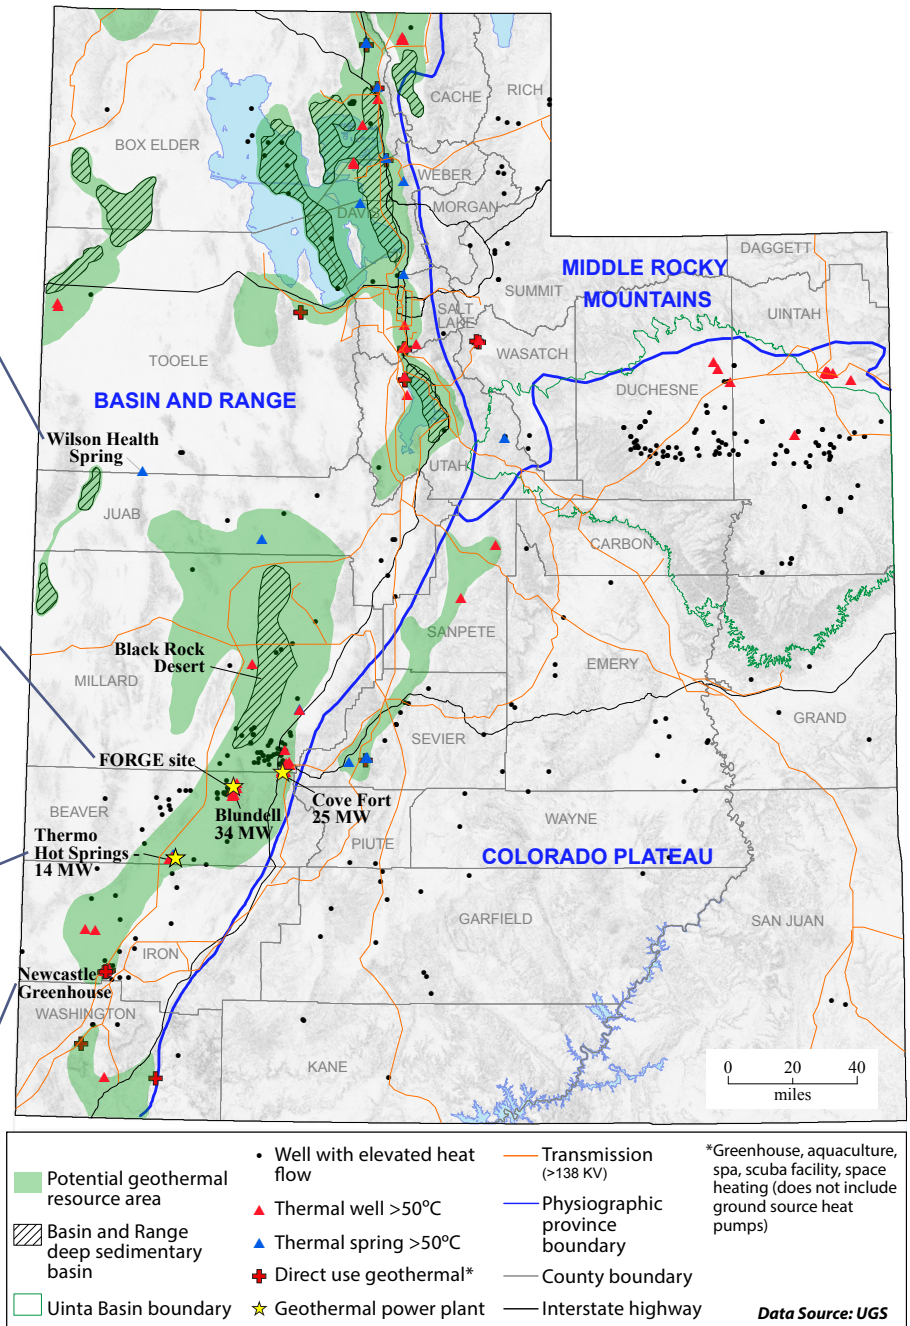 CACHE
RICH
BOX ELDER
WEBER
MORGAN
DAVIS
DAGGETT
MIDDLE ROCKY
MOUNTAINS
SUMMIT
SALT
LAKE
UINTAH
WASATCH
TOOELE
DUCHESNE
BASIN AND RANGE
Wilson Health
Spring
UTAH
JUAB
CARBON
SANPETE
Black Rock
Desert
EMERY
MILLARD
GRAND
SEVIER
FORGE site
Cove Fort
25 MW
BEAVER
Blundell
34 MW
WAYNE
Thermo
Hot Springs -
14 MW
PIUTE
COLORADO PLATEAU
GARFIELD
SAN JUAN
IRON
Newcastle
Greenhouse
WASHINGTON
KANE
0 20 40
miles
Potential geothermal
resource area
Basin and Range
deep sedimentary
basin
Uinta Basin boundary
Well with elevated heat
flow
Thermal well >50ºC
Thermal spring >50ºC
Direct use geothermal*
Geothermal power plant
Transmission
(>138 KV)
Physiographic
province
boundary
County boundary
Interstate highway
*Greenhouse, aquaculture,
spa, scuba facility, space
heating (does not include
ground source heat
pumps)
Data Source: UGS